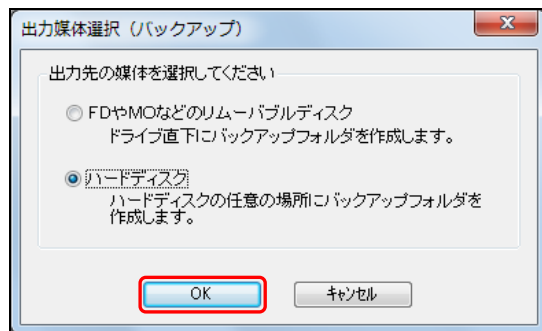 出力媒体選択（バックアップ）
出力先の媒体を選択してください
FDやMOなどのリムーバブルディスク
ドライブ直下にバックアップフォルダを作成します。
ハードディスク
ハードディスクの任意の場所にバックアップフォルダを
作成します。
OK
キャンセル